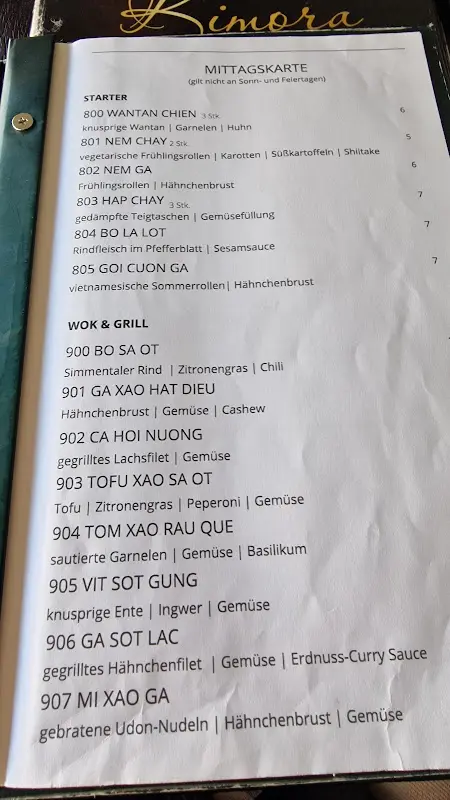 Kimora
MITTAGSKARTE
(gilt nicht an Sonn- und Feiertagen)
STARTER
800 WANTAN CHIEN 3 Stk. 6
knusprige Wantan | Garnelen | Huhn
801 NEM CHAY 2 Stk. 5
vegetarische Frühlingsrollen | Karotten | Süßkartoffeln | Shiitake
802 NEM GA 6
Frühlingsrollen | Hähnchenbrust
803 HAP CHAY 3 Stk. 7
gedämpfte Teigtaschen | Gemüsefüllung
804 BO LA LOT 7
Rindfleisch im Pfefferblatt | Sesamsauce
805 GOI CUON GA 7
vietnamesische Sommerrollen| Hähnchenbrust
WOK & GRILL
900 BO SA OT
Simmentaler Rind | Zitronengras | Chili
901 GA XAO HAT DIEU
Hähnchenbrust | Gemüse | Cashew
902 CA HOI NUONG
gegrilltes Lachsfilet | Gemüse
903 TOFU XAO SA OT
Tofu | Zitronengras | Peperoni | Gemüse
904 TOM XAO RAU QUE
sautierte Garnelen | Gemüse | Basilikum
905 VIT SOT GUNG
knusprige Ente | Ingwer | Gemüse
906 GA SOT LAC
gegrilltes Hähnchenfilet | Gemüse | Erdnuss-Curry Sauce
907 MI XAO GA
gebratene Udon-Nudeln | Hähnchenbrust | Gemüse